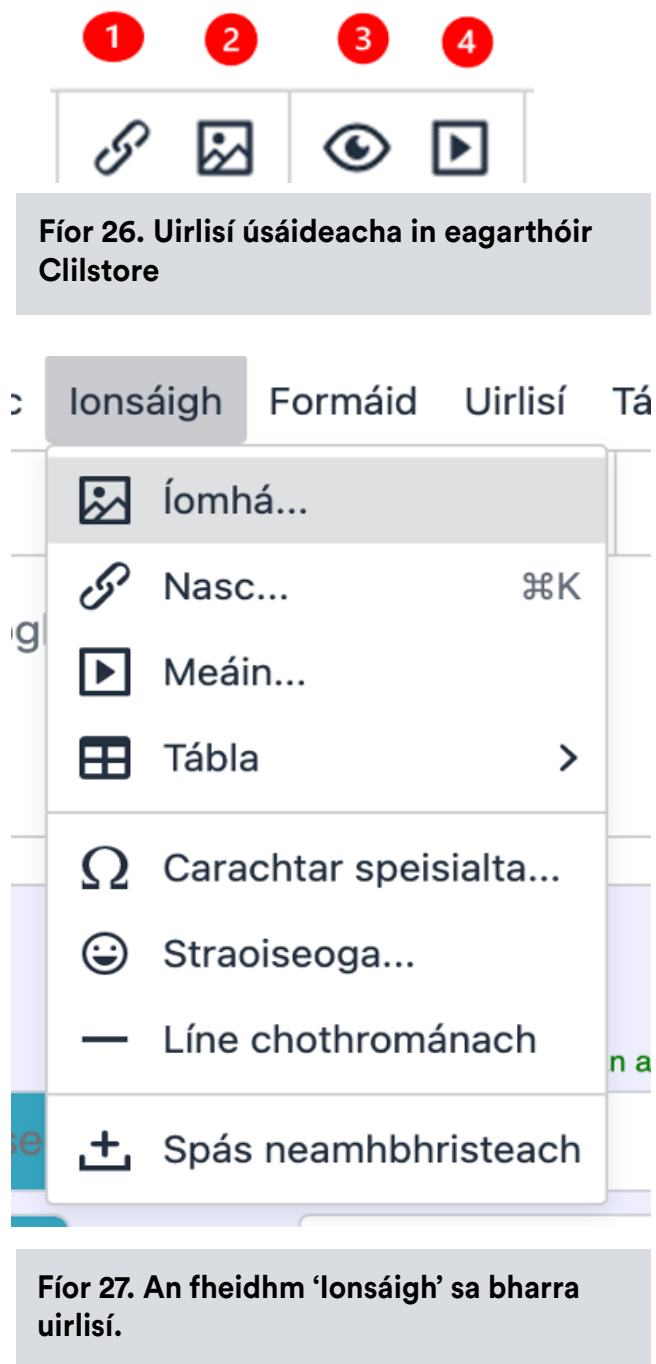 1 2 3 4
Fíor 26. Uirlisí úsáideacha in eagarthóir
Clilstore
c Ionsáigh Formáid Uirlisí Tá
Íomhá...
Nasc... ⌘K
Meáin...
Tábla
Carachtar speisialta...
Straoiseoga...
Líne chothrománach
Spás neamhbhristeach
Fíor 27. An fheidhm ‘Ionsáigh’ sa bharra
uirlisí.